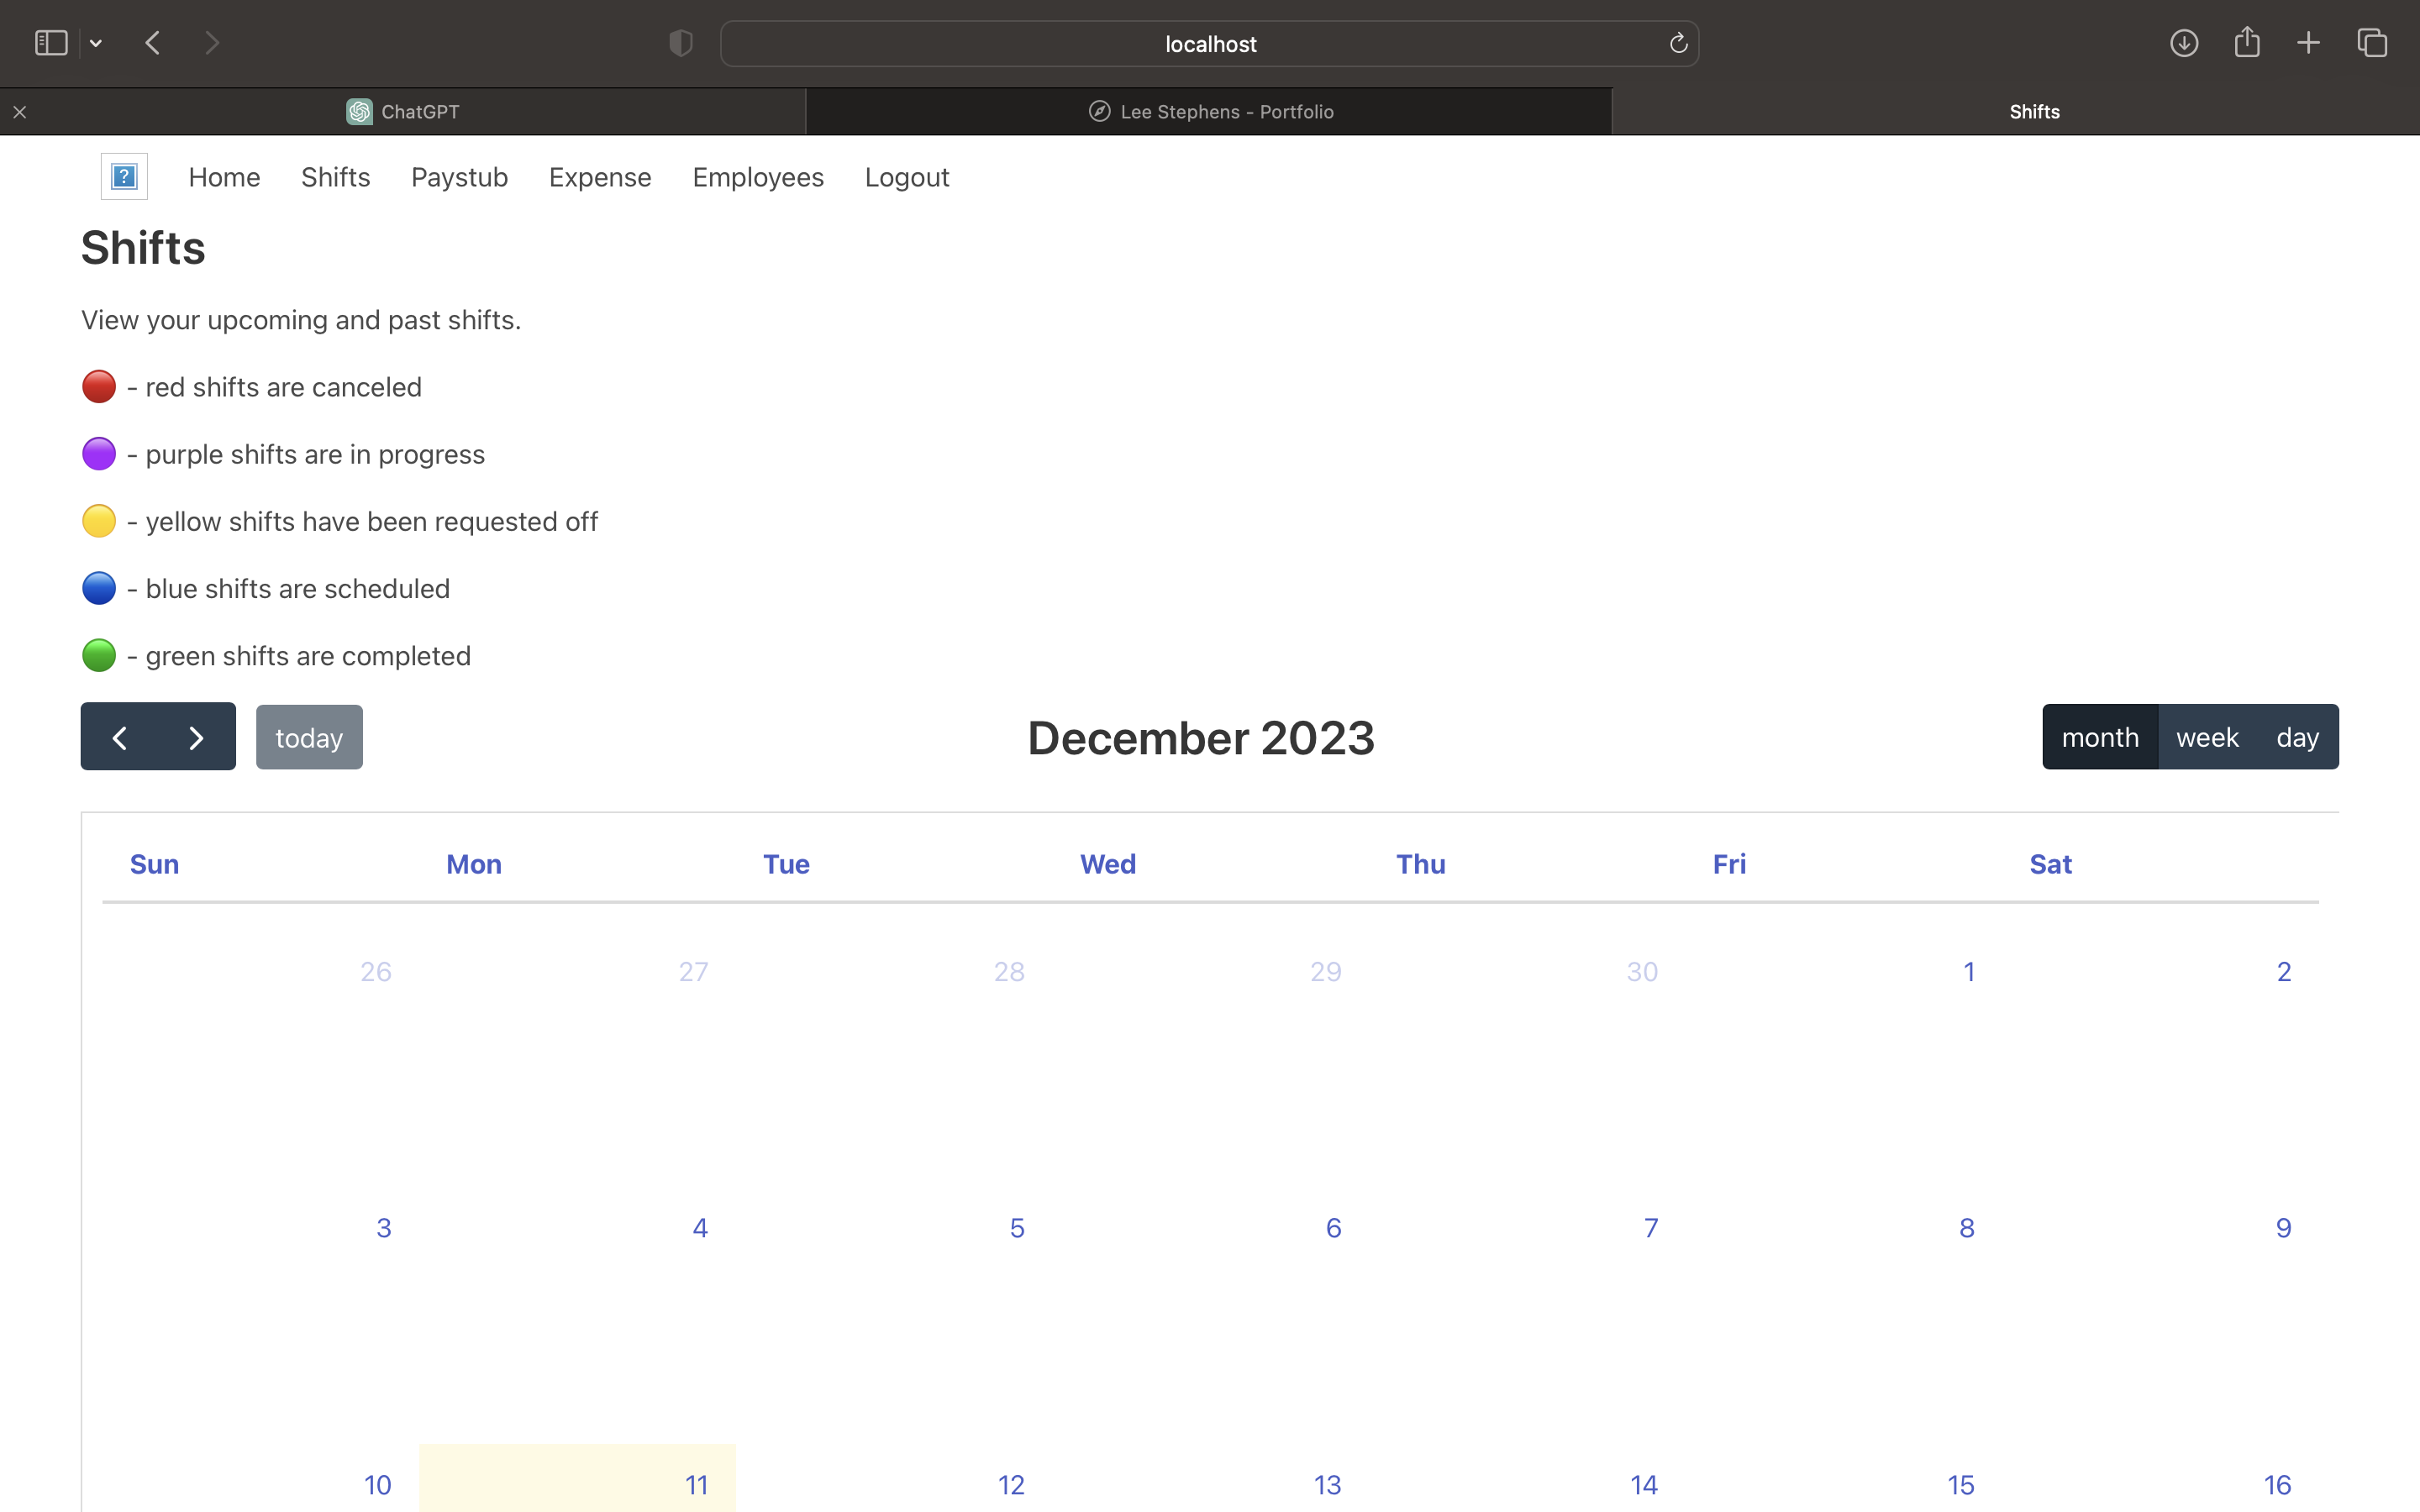 localhost
ChatGPT
Lee Stephens - Portfolio
Shifts
Home Shifts Paystub Expense Employees Logout
Shifts
View your upcoming and past shifts.
🔴 - red shifts are canceled
🟣 - purple shifts are in progress
🟡 - yellow shifts have been requested off
🔵 - blue shifts are scheduled
🟢 - green shifts are completed
today
December 2023
month week day
Sun Mon Tue Wed Thu Fri Sat
26 27 28 29 30 1 2
3 4 5 6 7 8 9
10 11 12 13 14 15 16